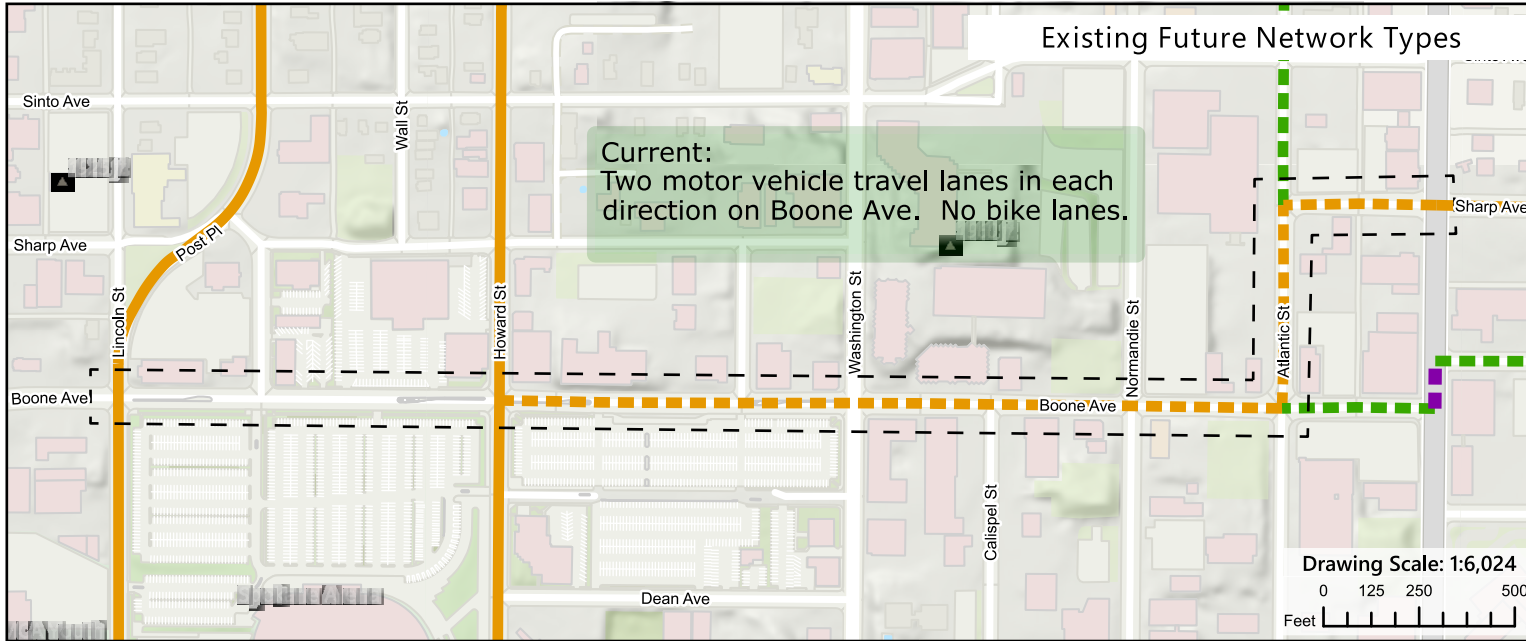 Existing Future Network Types
Sinto Ave
Wall St
Current:
Two motor vehicle travel lanes in each
direction on Boone Ave.  No bike lanes.
Sharp Ave
Sharp Ave
Post Pl
Lincoln St
Howard St
Washington St
Normandie St
Atlantic St
Boone Ave
Boone Ave
Calispel St
Dean Ave
Drawing Scale: 1:6,024
0 125 250 500
Feet